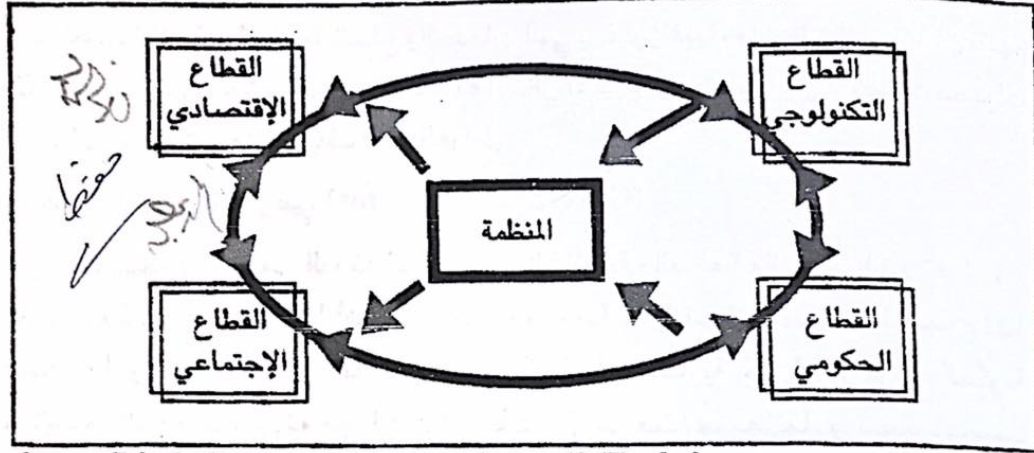 القطاع
الإقتصادي
القطاع
التكنولوجي
المنظمة
القطاع
الإجتماعي
القطاع
الحكومي